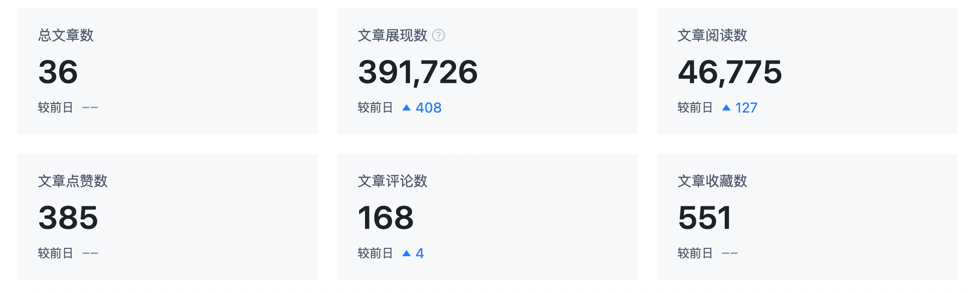 总文章数
36
较前日 ——
文章展现数 ?
391,726
较前日 ▲ 408
文章阅读数
46,775
较前日 ▲ 127
文章点赞数
385
较前日 ——
文章评论数
168
较前日 ▲ 4
文章收藏数
551
较前日 ——